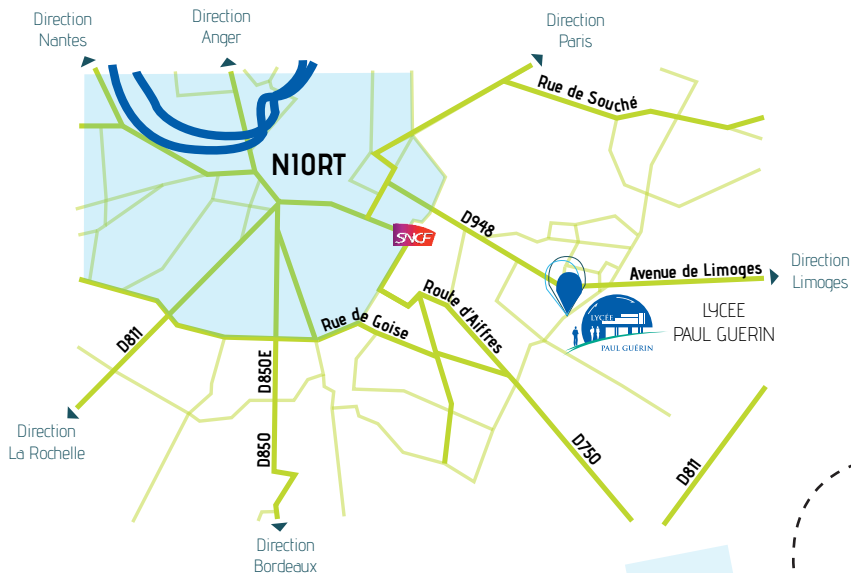 Direction
Nantes
Direction
Anger
Direction
Paris
Rue de Souché
NIORT
SNCF
D948
Avenue de Limoges
Direction
Limoges
Route d'Aiffres
LYCÉE
PAUL GUÉRIN
LYCEE
PAUL GUERIN
Rue de Goise
D811
D850E
D850
D750
D811
Direction
La Rochelle
Direction
Bordeaux